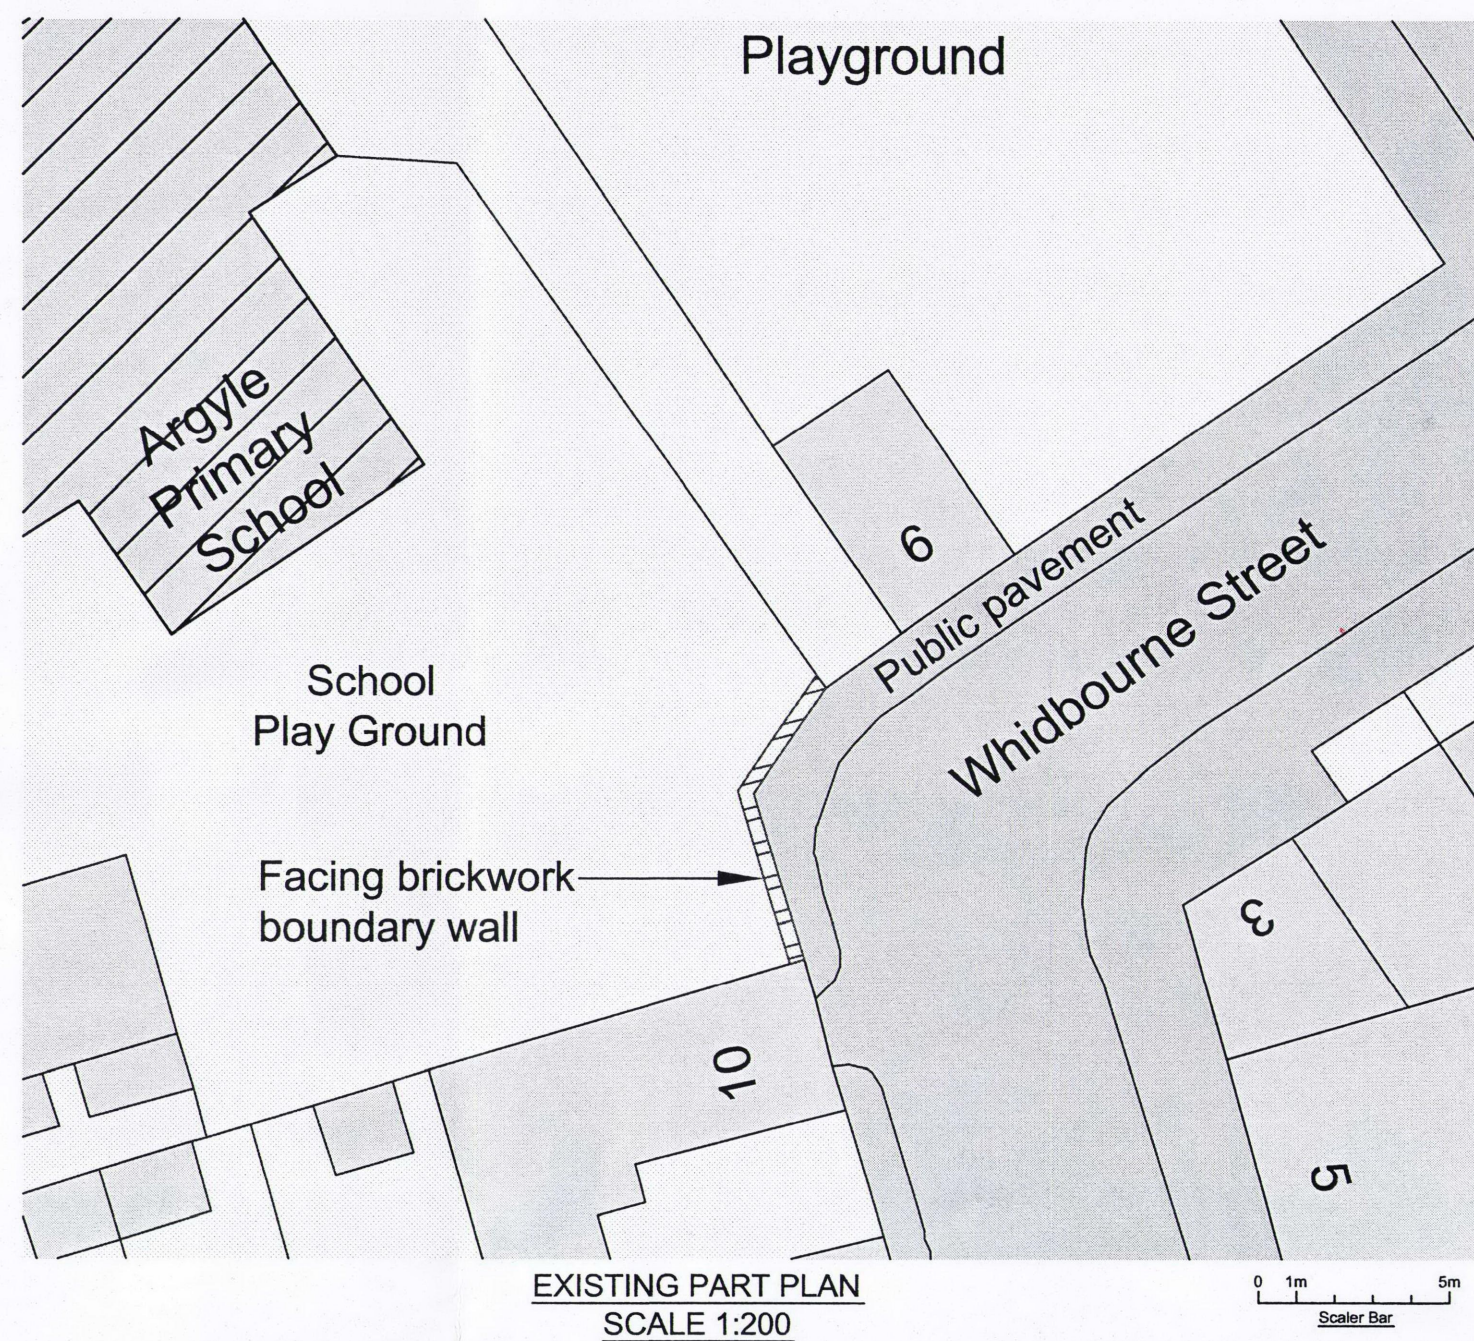 Playground
Argyle
Primary
School
6
Public pavement
Whidbourne Street
School
Play Ground
Facing brickwork
boundary wall
3
10
5
EXISTING PART PLAN
SCALE 1:200
0 1m 5m
Scaler Bar